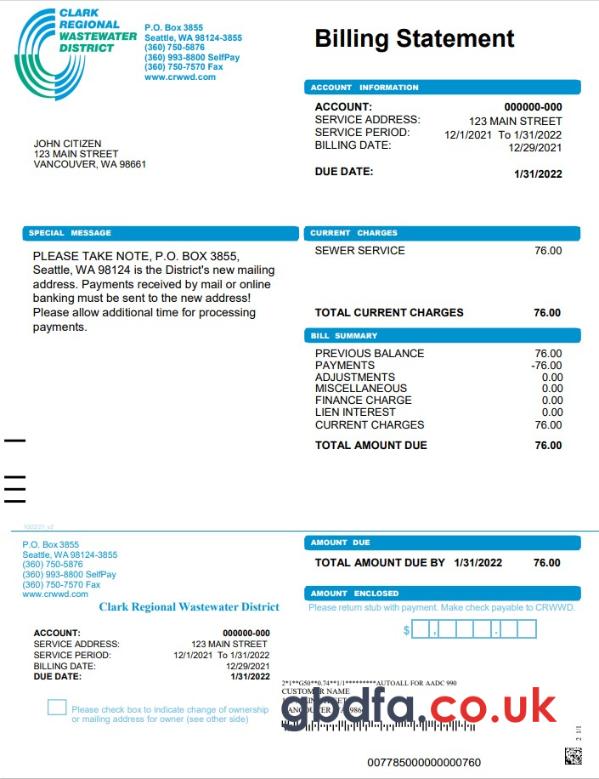 CLARK
REGIONAL
WASTEWATER
DISTRICT
P.O. Box 3855
Seattle, WA 98124-3855
(360) 750-5876
(360) 993-8800 SelfPay
(360) 750-7570 Fax
www.crwwd.com
Billing Statement
ACCOUNT INFORMATION
ACCOUNT: 000000-000
SERVICE ADDRESS: 123 MAIN STREET
SERVICE PERIOD: 12/1/2021 To 1/31/2022
BILLING DATE: 12/29/2021
DUE DATE: 1/31/2022
JOHN CITIZEN
123 MAIN STREET
VANCOUVER, WA 98661
SPECIAL MESSAGE
PLEASE TAKE NOTE, P.O. BOX 3855,
Seattle, WA 98124 is the District's new mailing
address. Payments received by mail or online
banking must be sent to the new address!
Please allow additional time for processing
payments.
CURRENT CHARGES
SEWER SERVICE 76.00
TOTAL CURRENT CHARGES 76.00
BILL SUMMARY
PREVIOUS BALANCE 76.00
PAYMENTS -76.00
ADJUSTMENTS 0.00
MISCELLANEOUS 0.00
FINANCE CHARGE 0.00
LIEN INTEREST 0.00
CURRENT CHARGES 76.00
TOTAL AMOUNT DUE 76.00
P.O. Box 3855
Seattle, WA 98124-3855
(360) 750-5876
(360) 993-8800 SelfPay
(360) 750-7570 Fax
www.crwwd.com
Clark Regional Wastewater District
ACCOUNT: 000000-000
SERVICE ADDRESS: 123 MAIN STREET
SERVICE PERIOD: 12/1/2021 To 1/31/2022
BILLING DATE: 12/29/2021
DUE DATE: 1/31/2022
Please check box to indicate change of ownership
or mailing address for owner (see other side)
AMOUNT DUE
TOTAL AMOUNT DUE BY 1/31/2022 76.00
AMOUNT ENCLOSED
Please return stub with payment. Make check payable to CRWWD.
$ , .
2*1**G50**0.74**1/1*********AUTOALL FOR AADC 990
CUSTOMER NAME
gbdfa.co.uk
2 1/1
007785000000000760